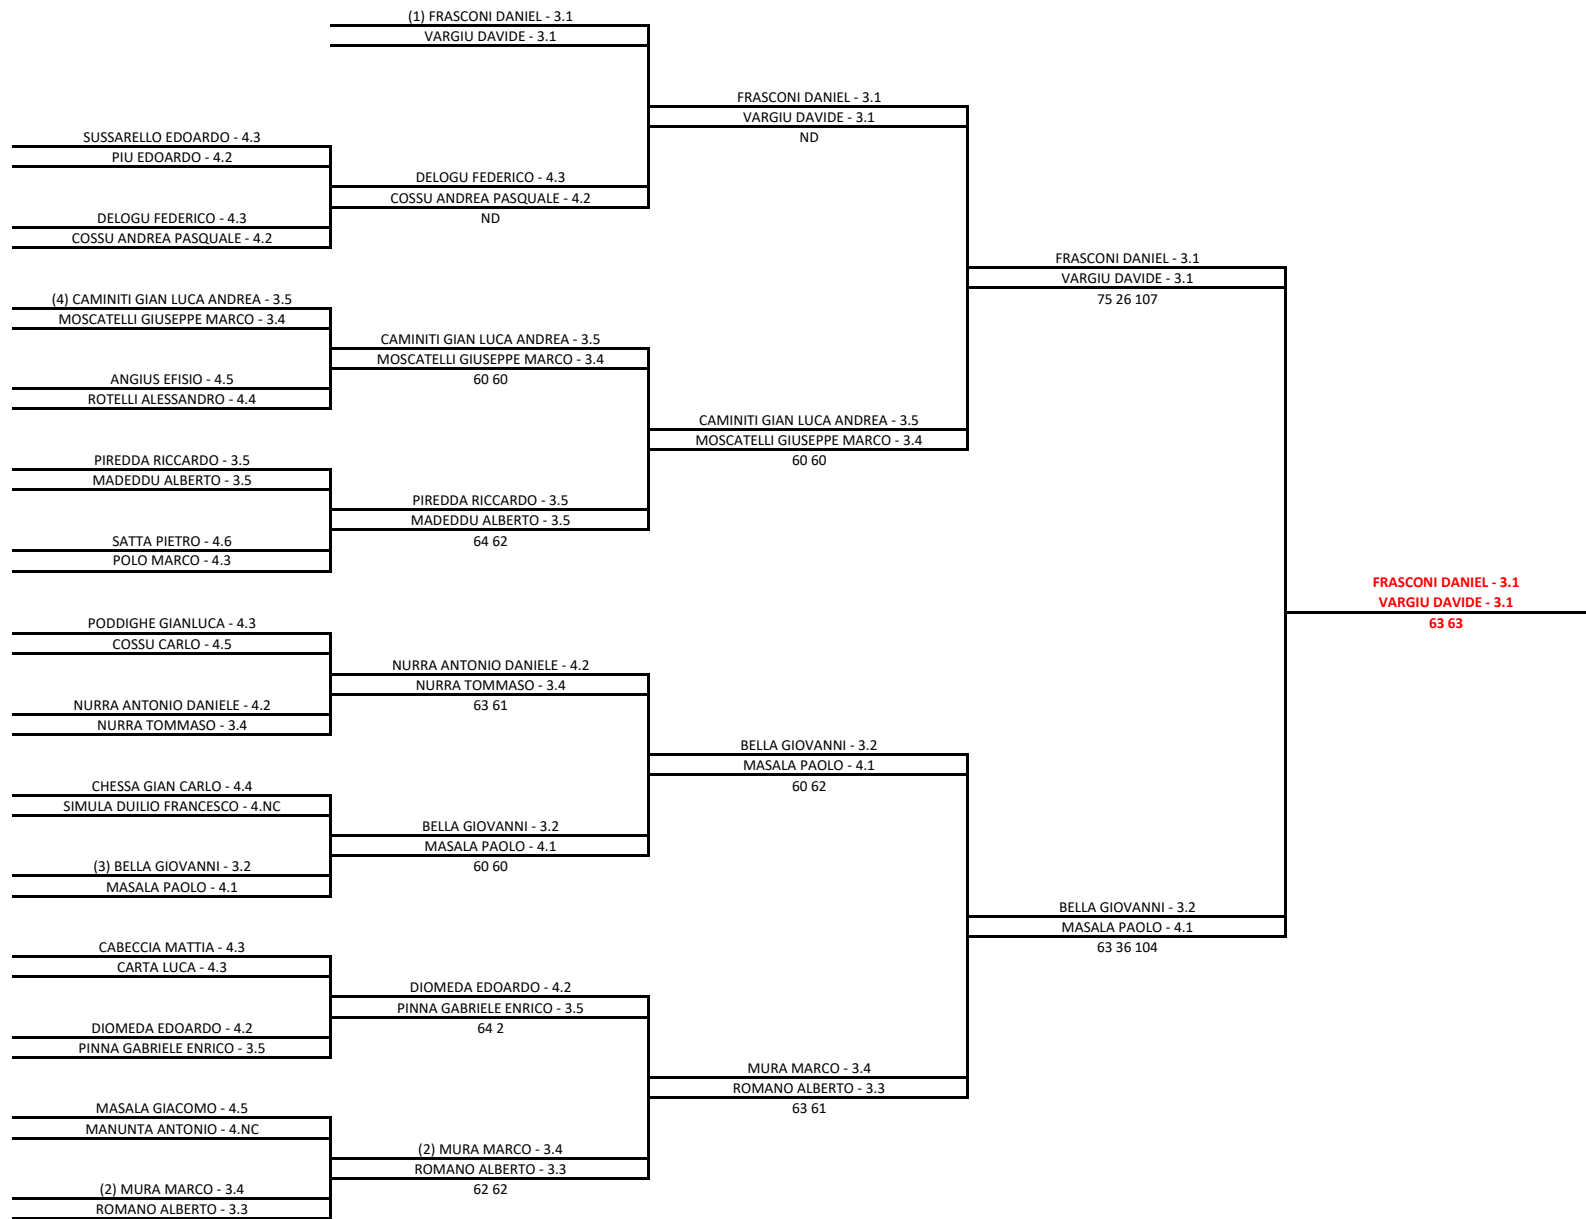 (1) FRASCONI DANIEL - 3.1
VARGIU DAVIDE - 3.1
FRASCONI DANIEL - 3.1
VARGIU DAVIDE - 3.1
ND
SUSSARELLO EDOARDO - 4.3
PIU EDOARDO - 4.2
DELOGU FEDERICO - 4.3
COSSU ANDREA PASQUALE - 4.2
ND
DELOGU FEDERICO - 4.3
COSSU ANDREA PASQUALE - 4.2
FRASCONI DANIEL - 3.1
VARGIU DAVIDE - 3.1
75 26 107
(4) CAMINITI GIAN LUCA ANDREA - 3.5
MOSCATELLI GIUSEPPE MARCO - 3.4
CAMINITI GIAN LUCA ANDREA - 3.5
MOSCATELLI GIUSEPPE MARCO - 3.4
60 60
ANGIUS EFISIO - 4.5
ROTELLI ALESSANDRO - 4.4
CAMINITI GIAN LUCA ANDREA - 3.5
MOSCATELLI GIUSEPPE MARCO - 3.4
60 60
PIREDDA RICCARDO - 3.5
MADEDDU ALBERTO - 3.5
PIREDDA RICCARDO - 3.5
MADEDDU ALBERTO - 3.5
64 62
SATTA PIETRO - 4.6
POLO MARCO - 4.3
FRASCONI DANIEL - 3.1
VARGIU DAVIDE - 3.1
63 63
PODDIGHE GIANLUCA - 4.3
COSSU CARLO - 4.5
NURRA ANTONIO DANIELE - 4.2
NURRA TOMMASO - 3.4
63 61
NURRA ANTONIO DANIELE - 4.2
NURRA TOMMASO - 3.4
BELLA GIOVANNI - 3.2
MASALA PAOLO - 4.1
60 62
CHESSA GIAN CARLO - 4.4
SIMULA DUILIO FRANCESCO - 4.NC
BELLA GIOVANNI - 3.2
MASALA PAOLO - 4.1
60 60
(3) BELLA GIOVANNI - 3.2
MASALA PAOLO - 4.1
BELLA GIOVANNI - 3.2
MASALA PAOLO - 4.1
63 36 104
CABECCIA MATTIA - 4.3
CARTA LUCA - 4.3
DIOMEDA EDOARDO - 4.2
PINNA GABRIELE ENRICO - 3.5
64 2
DIOMEDA EDOARDO - 4.2
PINNA GABRIELE ENRICO - 3.5
MURA MARCO - 3.4
ROMANO ALBERTO - 3.3
63 61
MASALA GIACOMO - 4.5
MANUNTA ANTONIO - 4.NC
(2) MURA MARCO - 3.4
ROMANO ALBERTO - 3.3
62 62
(2) MURA MARCO - 3.4
ROMANO ALBERTO - 3.3